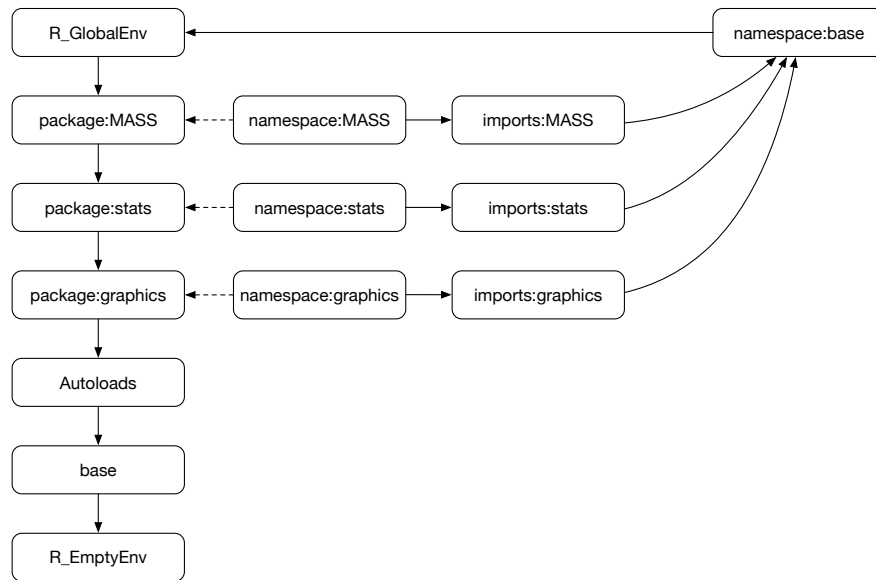 R_GlobalEnv
namespace:base
package:MASS
namespace:MASS
imports:MASS
package:stats
namespace:stats
imports:stats
package:graphics
namespace:graphics
imports:graphics
Autoloads
base
R_EmptyEnv